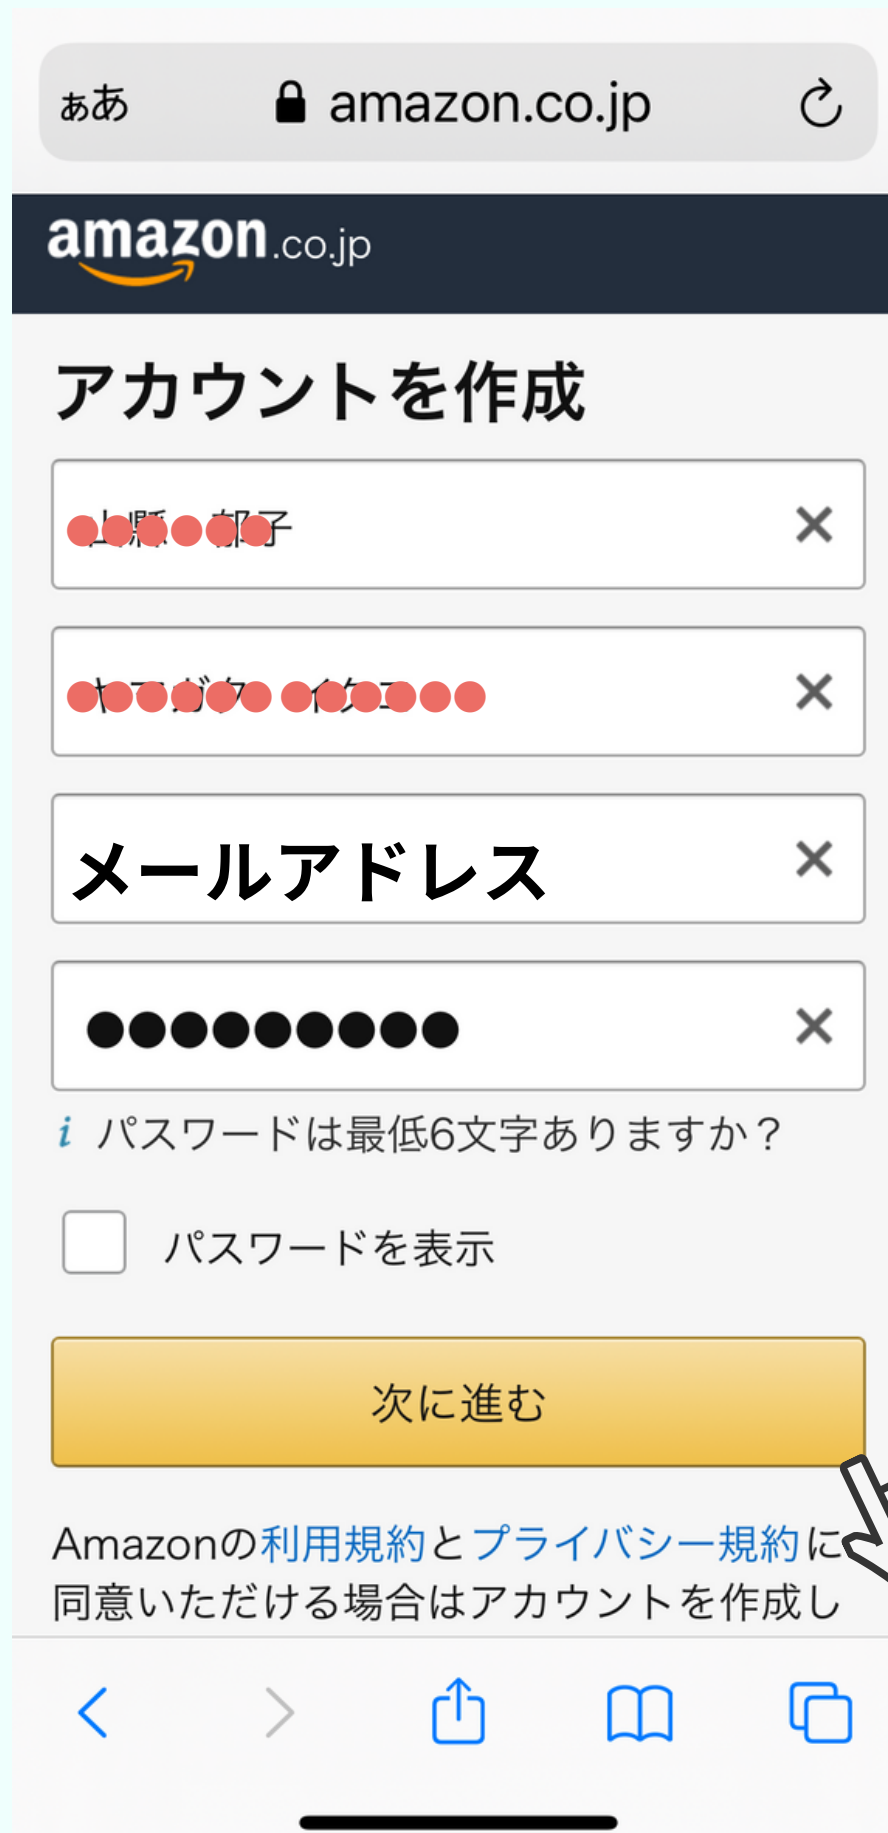 ぁあ amazon.co.jp
amazon.co.jp
アカウントを作成
メールアドレス
●●●●●●●●●
i パスワードは最低6文字ありますか？
パスワードを表示
次に進む
Amazonの利用規約とプライバシー規約に
同意いただける場合はアカウントを作成し